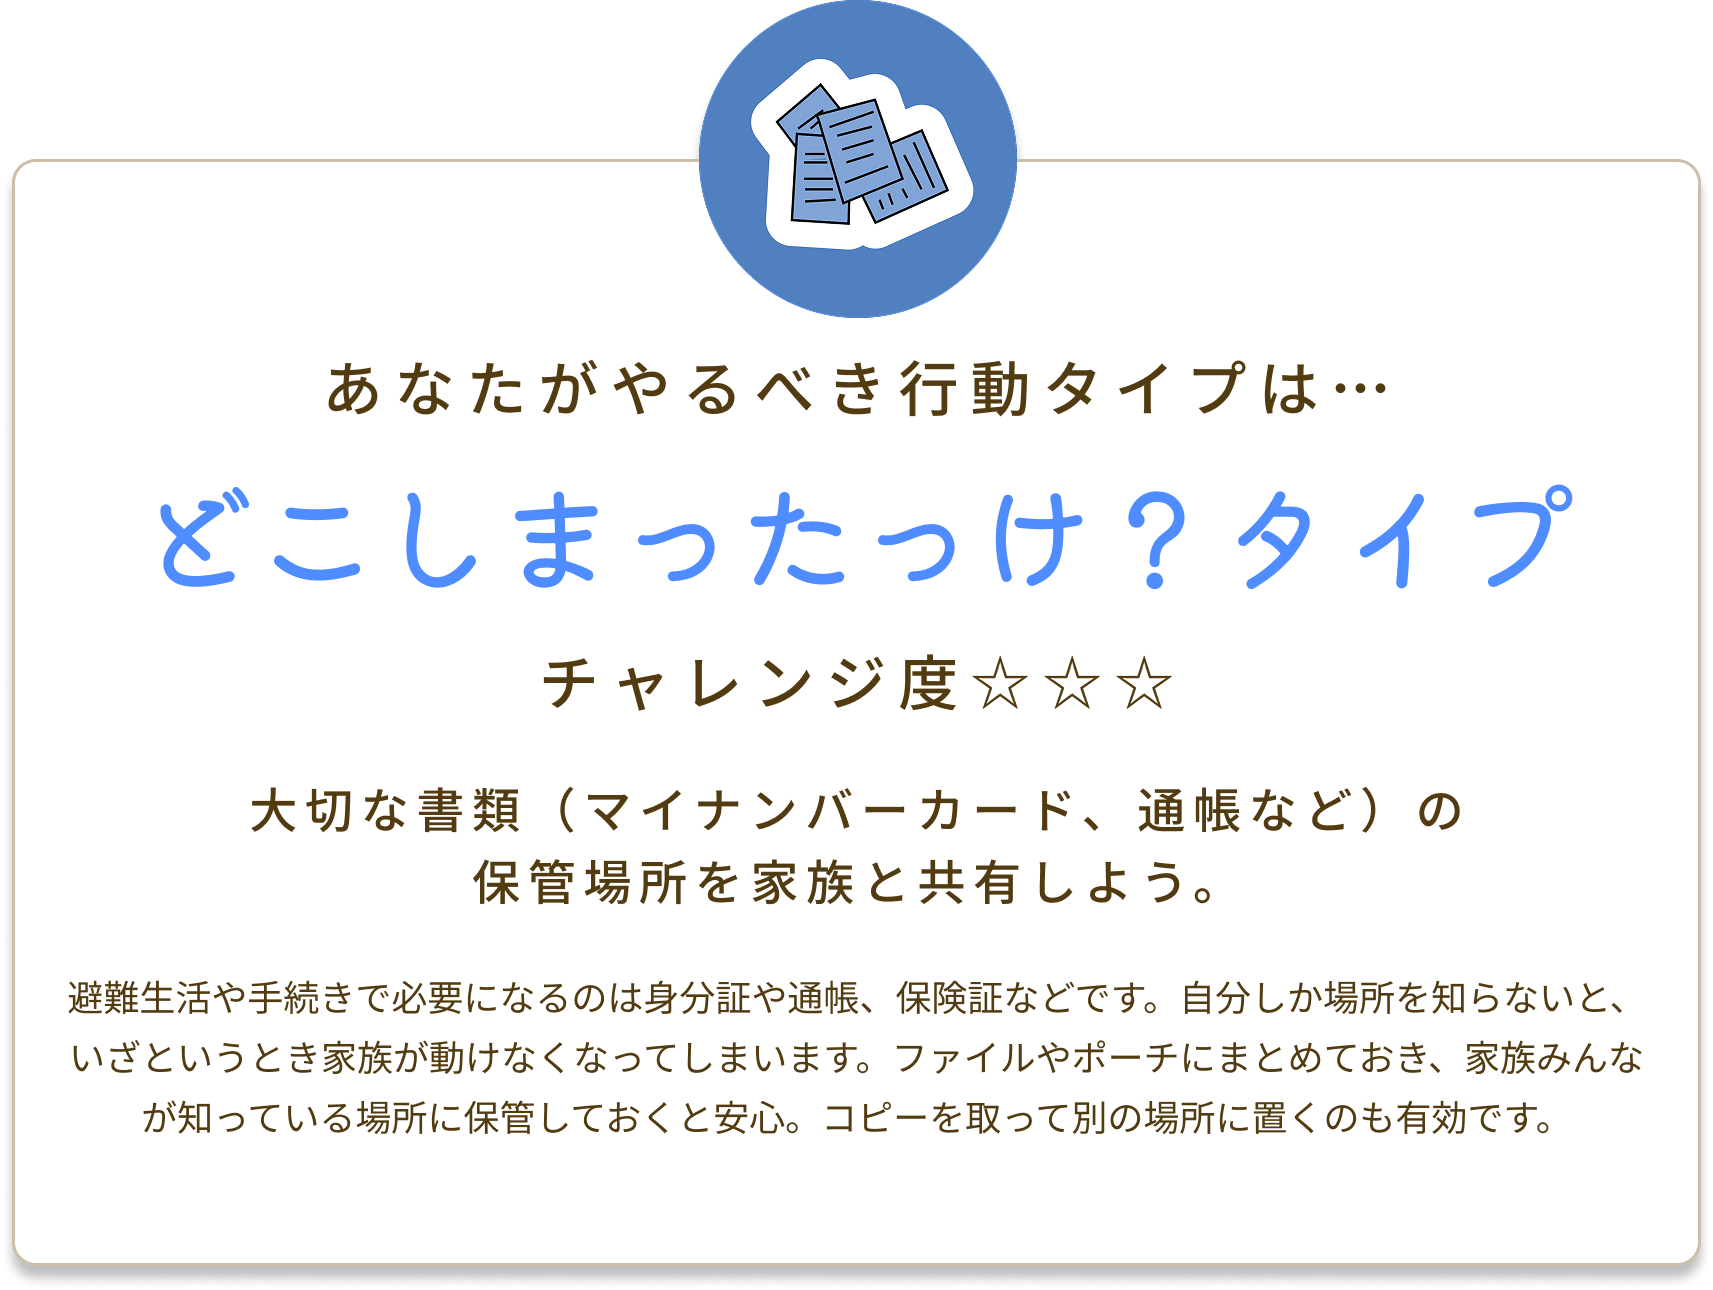 あなたがやるべき行動タイプは…
どこしまったっけ？タイプ
チャレンジ度☆☆☆
大切な書類（マイナンバーカード、通帳など）の
保管場所を家族と共有しよう。
避難生活や手続きで必要になるのは身分証や通帳、保険証などです。自分しか場所を知らないと、
いざというとき家族が動けなくなってしまいます。ファイルやポーチにまとめておき、家族みんな
が知っている場所に保管しておくと安心。コピーを取って別の場所に置くのも有効です。